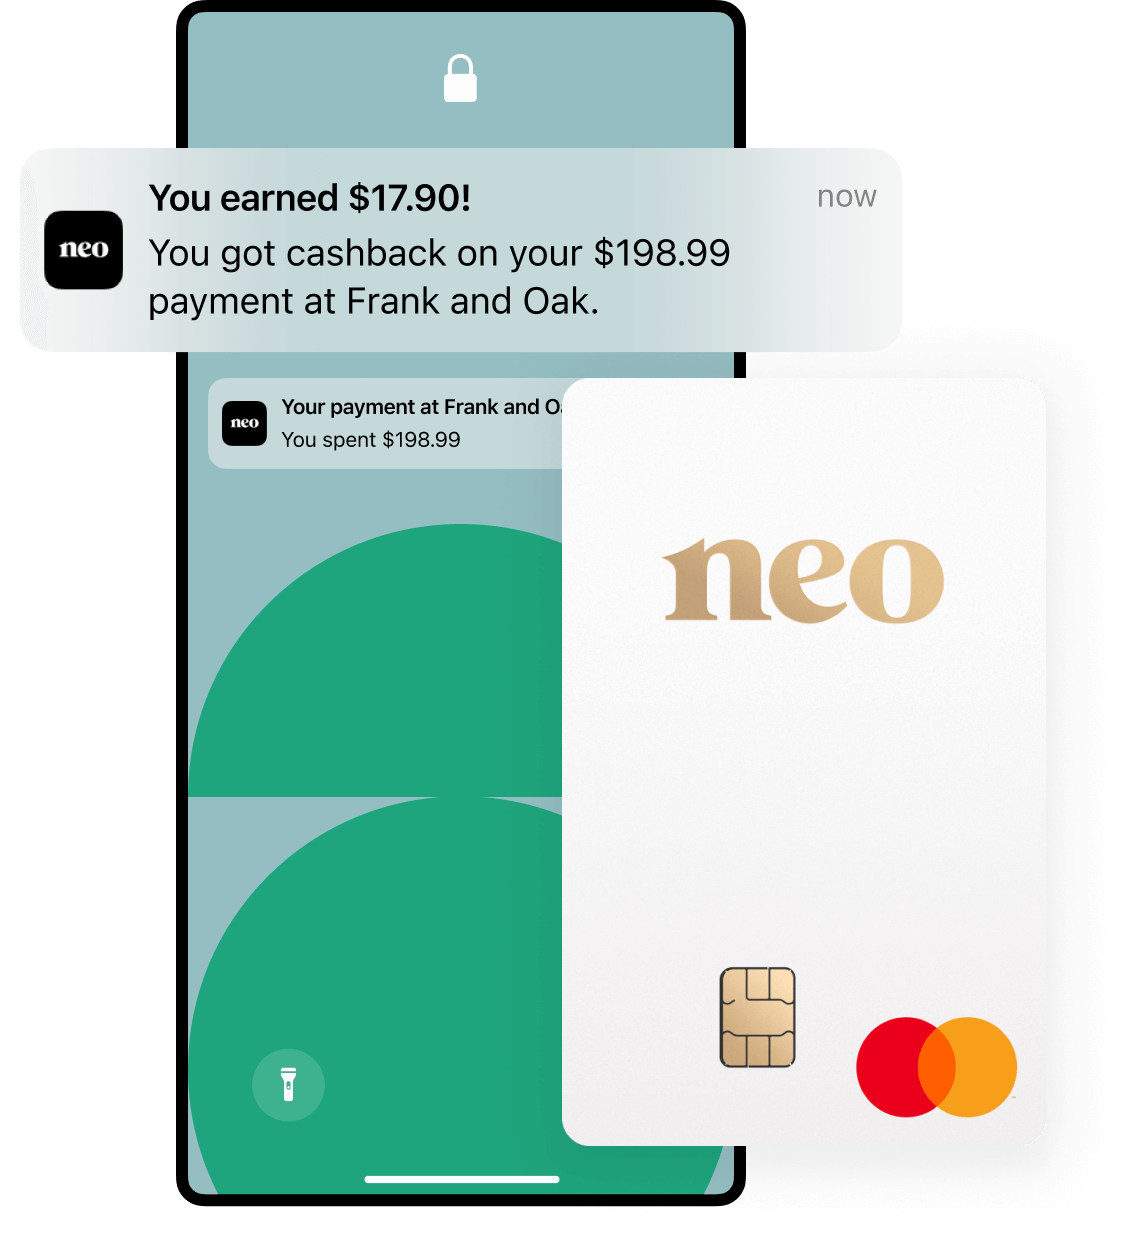 You earned $17.90!
now
neo
You got cashback on your $198.99
payment at Frank and Oak.
Your payment at Frank and
neo
You spent $198.99
neo